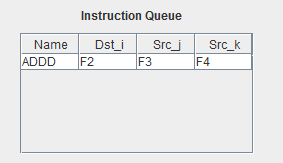 Instruction Queue
Name Dst_i Src_j Src_k
ADDD F2 F3 F4